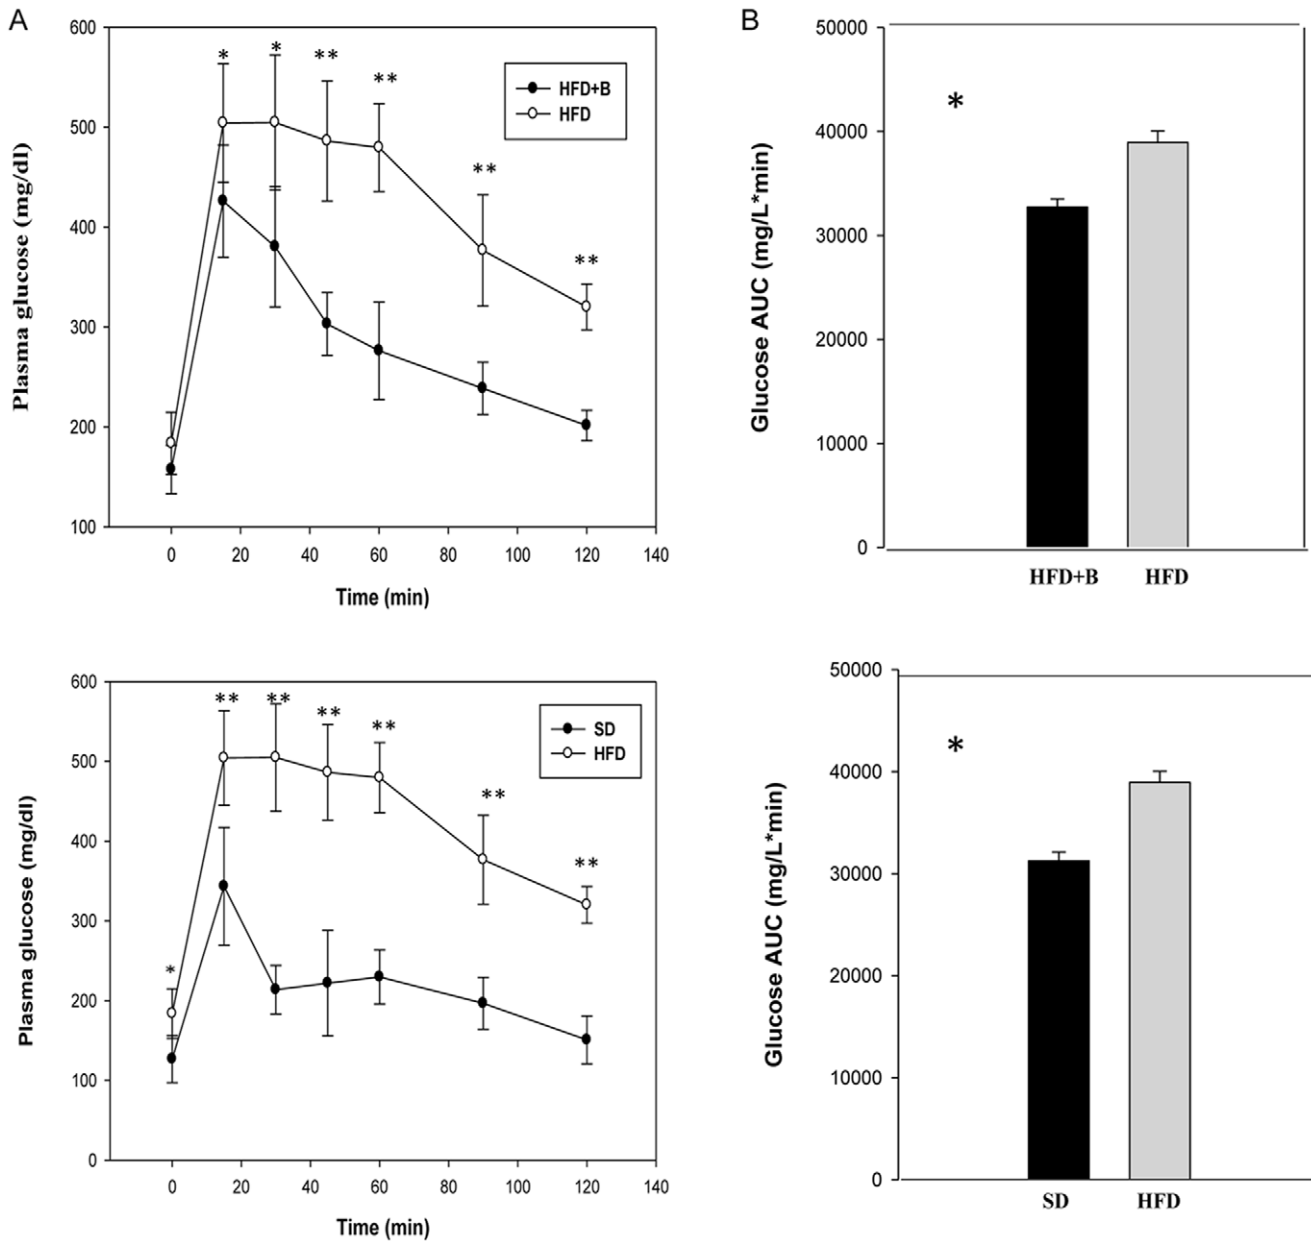 A
600
500
400
300
200
100
Plasma glucose (mg/dl)
* * ** ** ** **
HFD+B
HFD
0 20 40 60 80 100 120 140
Time (min)
B
50000
40000
30000
20000
10000
0
Glucose AUC (mg/L*min)
*
HFD+B HFD
600
500
400
300
200
100
0
Plasma glucose (mg/dl)
* ** ** ** ** ** **
SD
HFD
0 20 40 60 80 100 120 140
Time (min)
50000
40000
30000
20000
10000
0
Glucose AUC (mg/L*min)
*
SD HFD